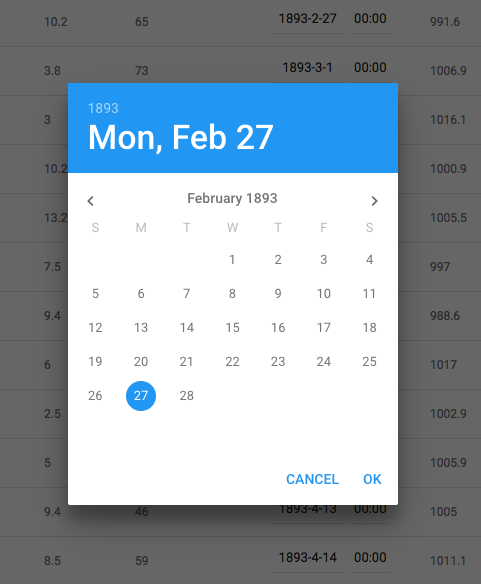 10.2 65 1893-2-27 00:00 991.6
3.8 73 1893-3-1 00:00 1006.9
1893
3 1016.1
Mon, Feb 27
10.2 1000.9
February 1893
13.2 1005.5
S M T W T F S
1 2 3 4
7.5 997
5 6 7 8 9 10 11
9.4 988.6
12 13 14 15 16 17 18
6 1017
19 20 21 22 23 24 25
26 27 28
2.5 1002.9
5 1005.9
CANCEL OK
9.4 46 1893-4-13 00:00 1005
8.5 59 1893-4-14 00:00 1011.1